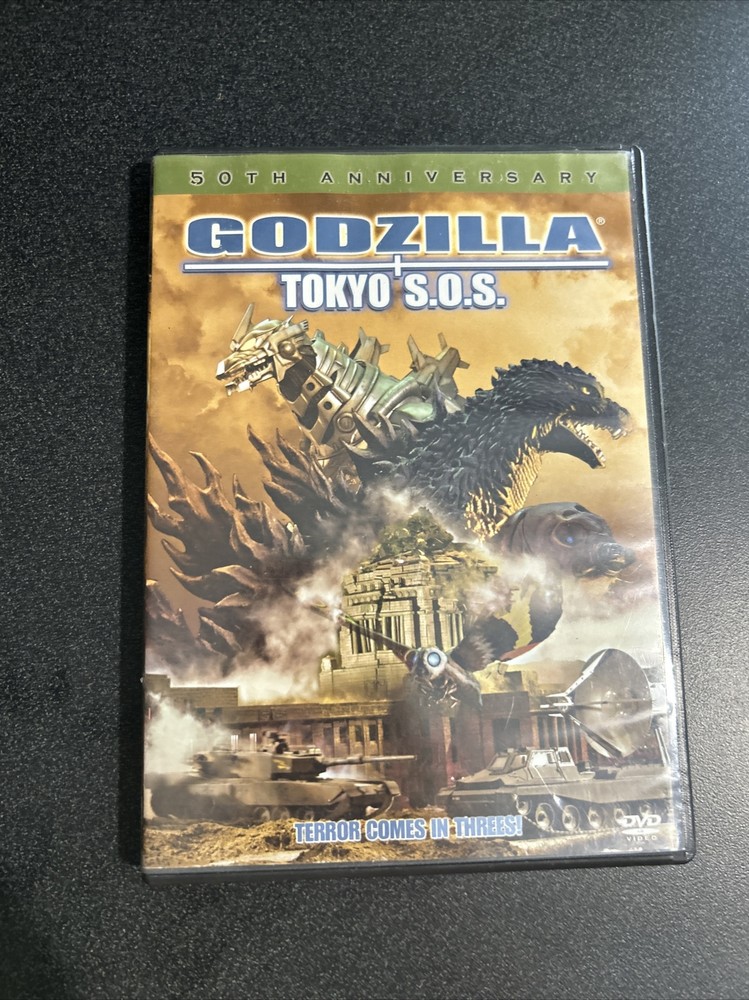 50TH ANNIVERSARY
GODZILLA®
TOKYO S.O.S.
TERROR COMES IN THREES!
DVD
VIDEO